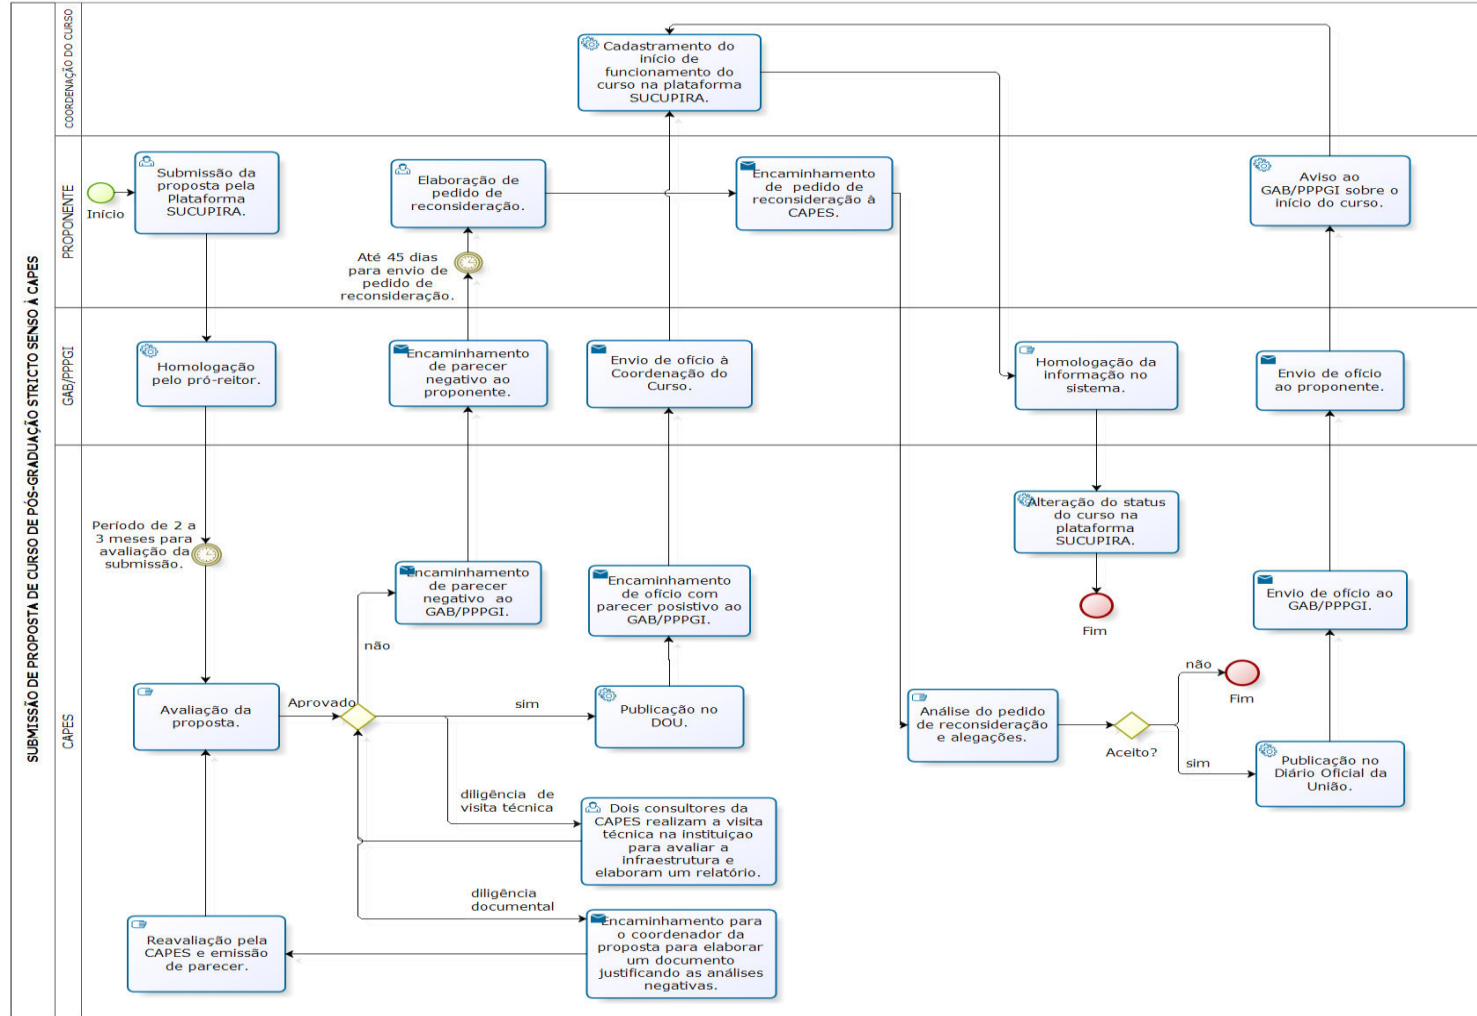 SUBMISSÃO DE PROPOSTA DE CURSO DE PÓS-GRADUAÇÃO STRICTO SENSO À CAPES
COORDENAÇÃO DO CURSO
Cadastramento do
início de
funcionamento do
curso na plataforma
SUCUPIRA.
PROPONENTE
Início
Submissão da
proposta pela
Plataforma
SUCUPIRA.
Elaboração de
pedido de
reconsideração.
Encaminhamento
de pedido de
reconsideração à
CAPES.
Aviso ao
GAB/PPPGI sobre o
início do curso.
Até 45 dias
para envio de
pedido de
reconsideração.
GAB/PPPGI
Homologação
pelo pró-reitor.
Encaminhamento
de parecer
negativo ao
proponente.
Envio de ofício à
Coordenação do
Curso.
Homologação da
informação no
sistema.
Envio de ofício
ao proponente.
CAPES
Período de 2 a
3 meses para
avaliação da
submissão.
Encaminhamento
de parecer
negativo ao
GAB/PPPGI.
Encaminhamento
de ofício com
parecer posistivo ao
GAB/PPPGI.
Alteração do status
do curso na
plataforma
SUCUPIRA.
Fim
Envio de ofício ao
GAB/PPPGI.
Avaliação da
proposta.
Aprovado
não
sim
Publicação no
DOU.
Análise do pedido
de reconsideração
e alegações.
Aceito?
não
Fim
sim
Publicação no
Diário Oficial da
União.
diligência de
visita técnica
Dois consultores da
CAPES realizam a visita
técnica na instituiçao
para avaliar a
infraestrutura e
elaboram um relatório.
diligência
documental
Encaminhamento para
o coordenador da
proposta para elaborar
um documento
justificando as análises
negativas.
Reavaliação pela
CAPES e emissão
de parecer.